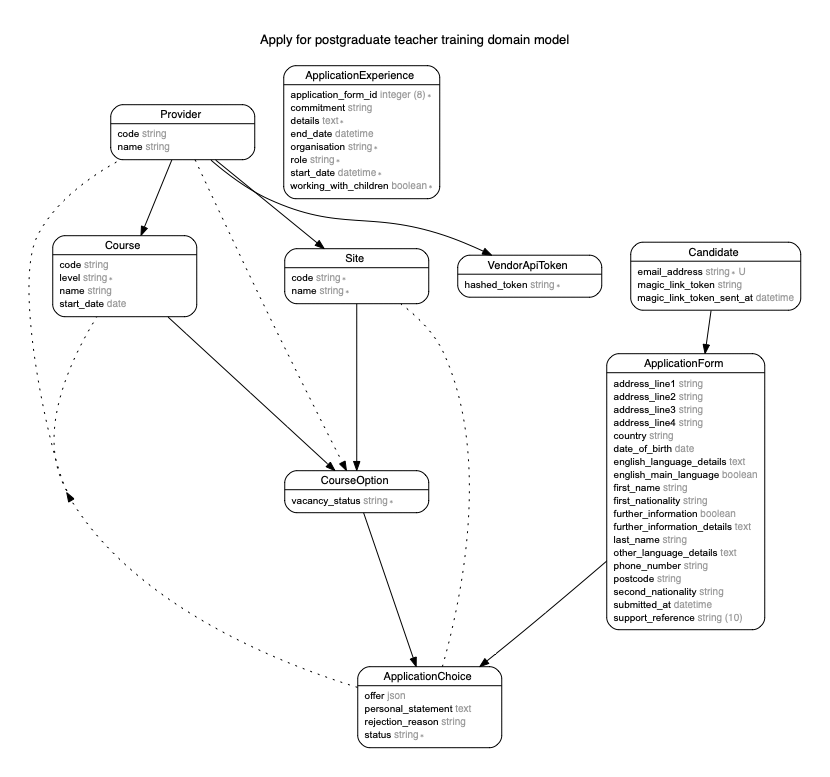 Apply for postgraduate teacher training domain model
ApplicationExperience
application_form_id integer (8) ∗
commitment string
details text ∗
end_date datetime
organisation string ∗
role string ∗
start_date datetime ∗
working_with_children boolean ∗
Provider
code string
name string
Course
code string
level string ∗
name string
start_date date
Site
code string ∗
name string ∗
VendorApiToken
hashed_token string ∗
Candidate
email_address string ∗ U
magic_link_token string
magic_link_token_sent_at datetime
ApplicationForm
address_line1 string
address_line2 string
address_line3 string
address_line4 string
country string
date_of_birth date
english_language_details text
english_main_language boolean
first_name string
first_nationality string
further_information boolean
further_information_details text
last_name string
other_language_details text
phone_number string
postcode string
second_nationality string
submitted_at datetime
support_reference string (10)
CourseOption
vacancy_status string ∗
ApplicationChoice
offer json
personal_statement text
rejection_reason string
status string ∗